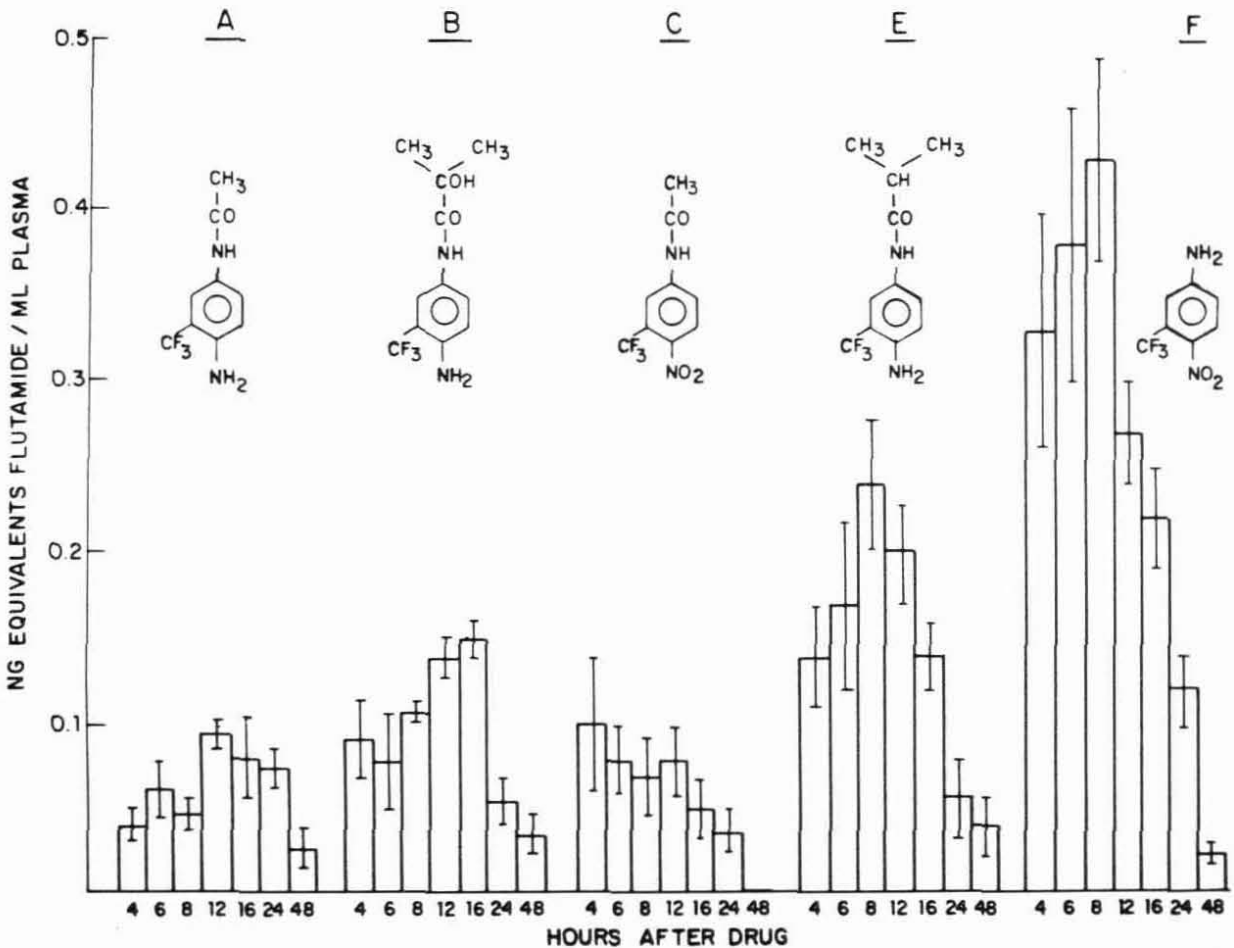 A B C E F
0.5
0.4
0.3
0.2
0.1
NG EQUIVALENTS FLUTAMIDE / ML PLASMA
CH3
CO
NH
CF3
NH2
CH3 CH3
COH
CO
NH
CF3
NH2
CH3
CO
NH
CF3
NO2
CH3 CH3
CH
CO
NH
CF3
NH2
NH2
CF3
NO2
4 6 8 12 16 24 48 4 6 8 12 16 24 48 4 6 8 12 16 24 48 4 6 8 12 16 24 48 4 6 8 12 16 24 48
HOURS AFTER DRUG